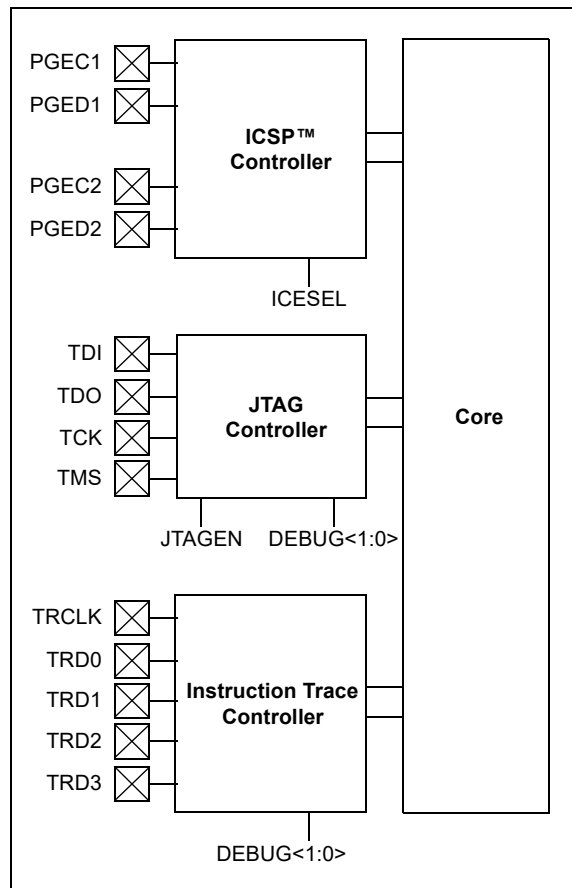 PGEC1
PGED1
PGEC2
PGED2
ICSP™
Controller
ICESEL
TDI
TDO
TCK
TMS
JTAG
Controller
JTAGEN
DEBUG<1:0>
Core
TRCLK
TRD0
TRD1
TRD2
TRD3
Instruction Trace
Controller
DEBUG<1:0>